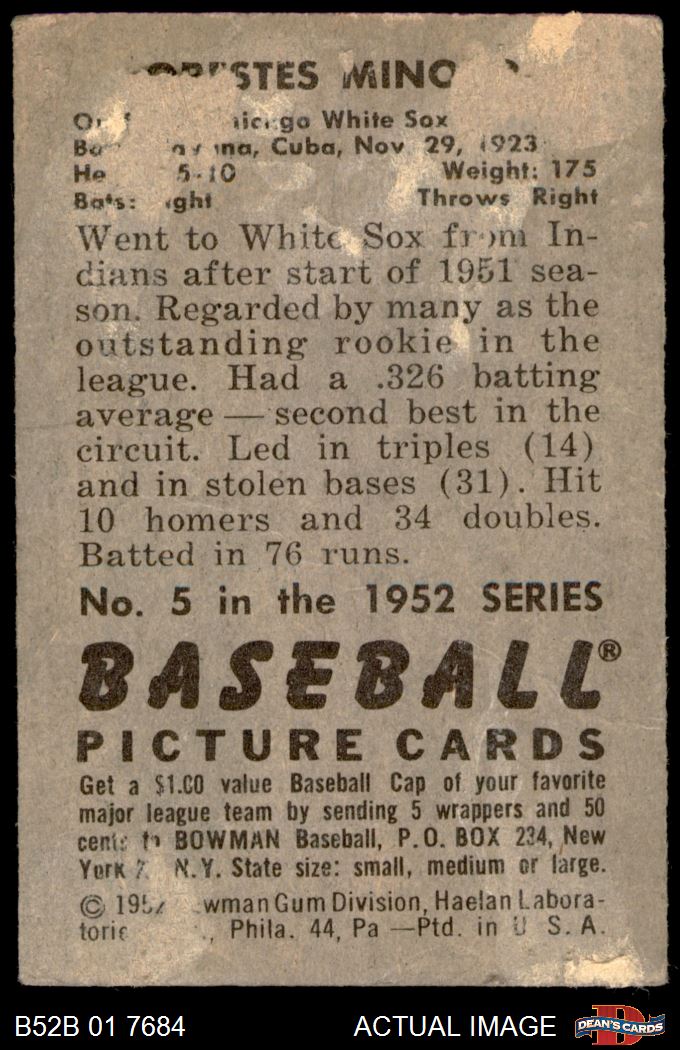 MINO
White Sox
Cuba, Nov. 29, 1923
5-10 Weight: 175
Bats: Throws Right
Went to White Sox from In-
dians after start of 1951 sea-
son. Regarded by many as the
outstanding rookie in the
league. Had a .326 batting
average — second best in the
circuit. Led in triples (14)
and in stolen bases (31). Hit
10 homers and 34 doubles.
Batted in 76 runs.
No. 5 in the 1952 SERIES
BASEBALL®
PICTURE CARDS
Get a $1.00 value Baseball Cap of your favorite
major league team by sending 5 wrappers and 50
cents to BOWMAN Baseball, P.O. BOX 234, New
York N.Y. State size: small, medium or large.
© Gum Division, Haelan Labora-
Phila. 44, Pa —Ptd. in U S. A.
B52B 01 7684 ACTUAL IMAGE DEAN'S CARDS